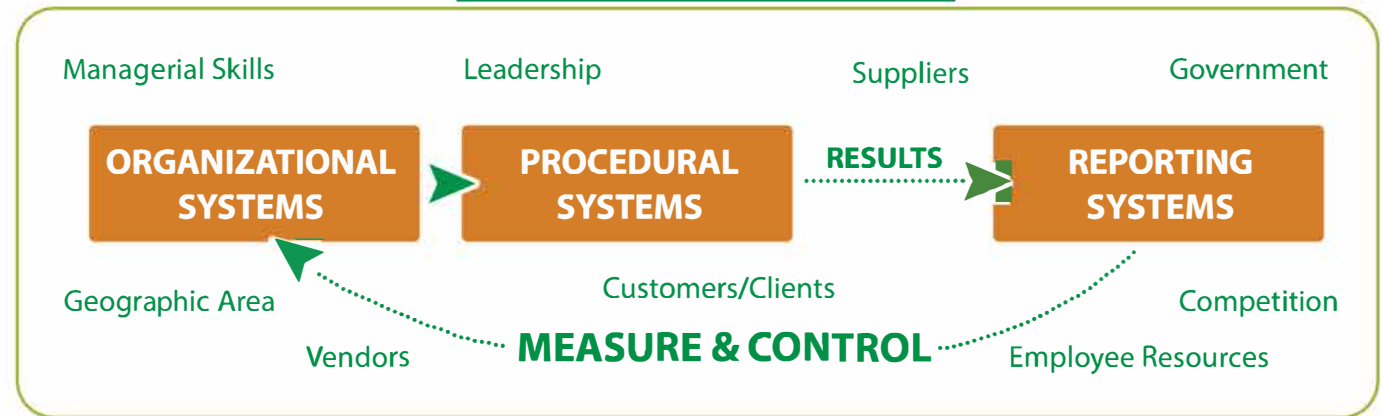 Managerial Skills
Leadership
Suppliers
Government
ORGANIZATIONAL
SYSTEMS
PROCEDURAL
SYSTEMS
RESULTS
REPORTING
SYSTEMS
Geographic Area
Customers/Clients
Competition
Vendors
MEASURE & CONTROL
Employee Resources